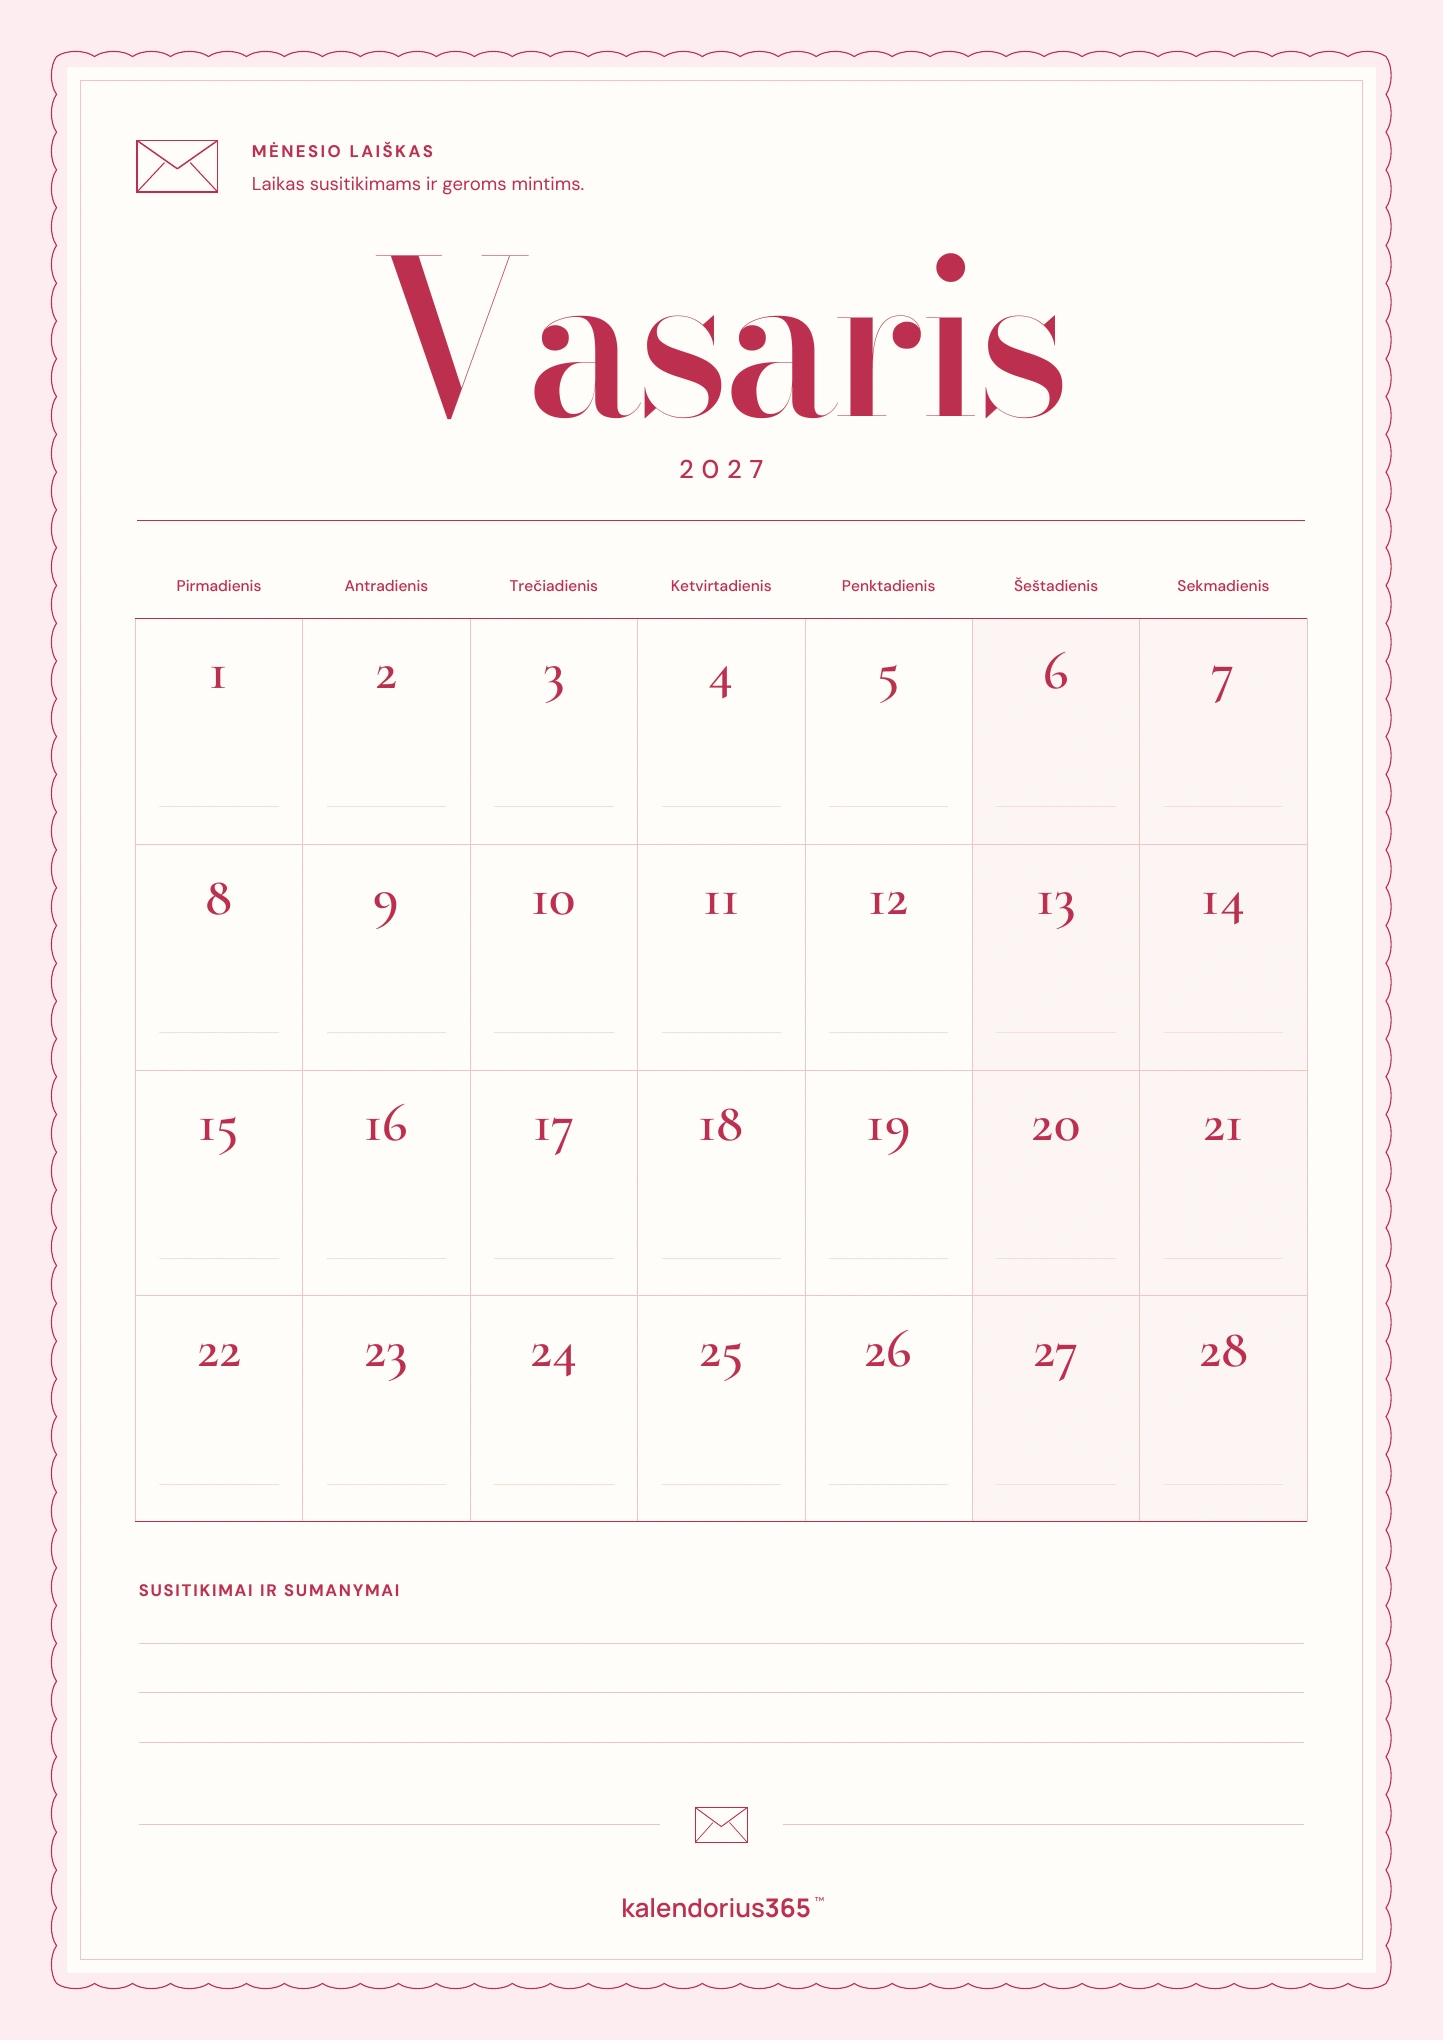 MĖNESIO LAIŠKAS
Laikas susitikimams ir geroms mintims.
Vasaris
2027
Pirmadienis Antradienis Trečiadienis Ketvirtadienis Penktadienis Šeštadienis Sekmadienis
1 2 3 4 5 6 7
8 9 10 11 12 13 14
15 16 17 18 19 20 21
22 23 24 25 26 27 28
SUSITIKIMAI IR SUMANYMAI
kalendorius365™